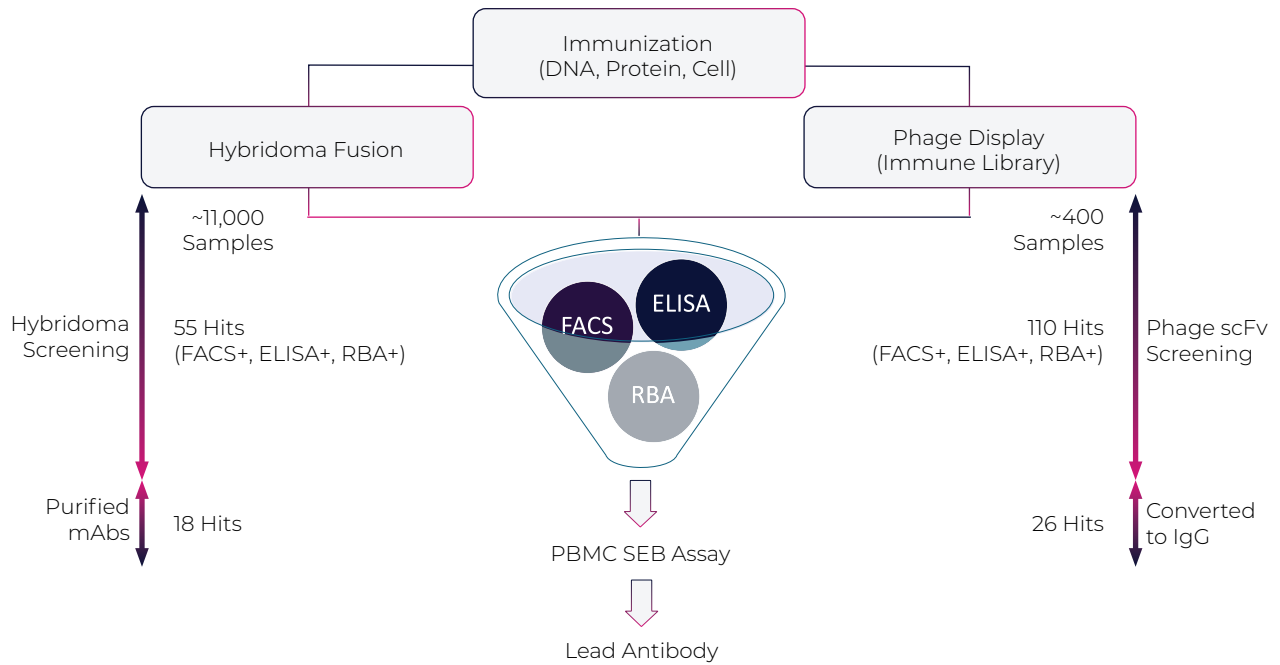 Immunization
(DNA, Protein, Cell)
Hybridoma Fusion
Phage Display
(Immune Library)
~11,000
Samples
~400
Samples
FACS
ELISA
RBA
Hybridoma
Screening
55 Hits
(FACS+, ELISA+, RBA+)
110 Hits
(FACS+, ELISA+, RBA+)
Phage scFv
Screening
Purified
mAbs
18 Hits
26 Hits
Converted
to IgG
PBMC SEB Assay
Lead Antibody